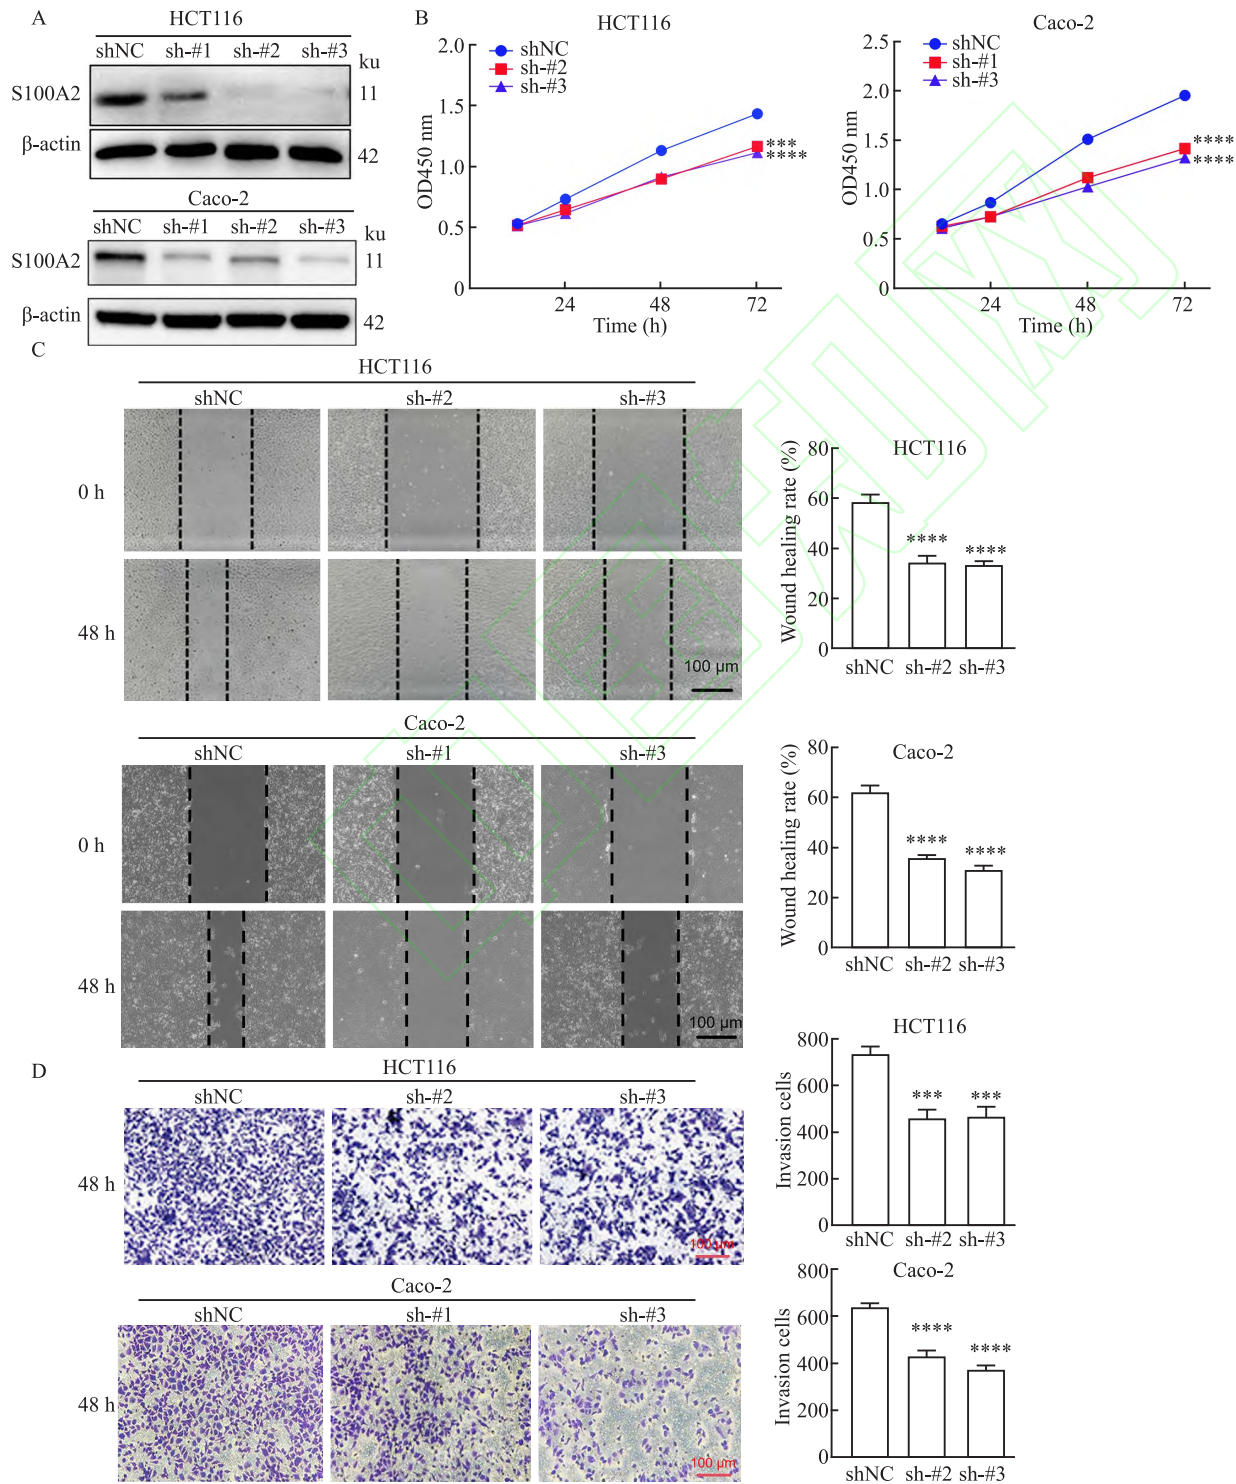 A
HCT116
shNC sh-#1 sh-#2 sh-#3
ku
S100A2
11
β-actin
42
Caco-2
shNC sh-#1 sh-#2 sh-#3
ku
S100A2
11
β-actin
42
B
HCT116
2.0
1.5
1.0
0.5
0
OD450 nm
shNC
sh-#2
sh-#3
***
****
24 48 72
Time (h)
Caco-2
2.5
2.0
1.5
1.0
0.5
0
OD450 nm
shNC
sh-#1
sh-#3
****
****
24 48 72
Time (h)
C
HCT116
shNC sh-#2 sh-#3
0 h
48 h
100 μm
HCT116
Wound healing rate (%)
80
60
40
20
0
**** ****
shNC sh-#2 sh-#3
Caco-2
shNC sh-#1 sh-#3
0 h
48 h
100 μm
Caco-2
Wound healing rate (%)
80
60
40
20
0
**** ****
shNC sh-#2 sh-#3
D
HCT116
shNC sh-#2 sh-#3
48 h
100 μm
HCT116
Invasion cells
800
600
400
200
0
*** ***
shNC sh-#2 sh-#3
Caco-2
shNC sh-#1 sh-#3
48 h
100 μm
Caco-2
Invasion cells
800
600
400
200
0
**** ****
shNC sh-#2 sh-#3